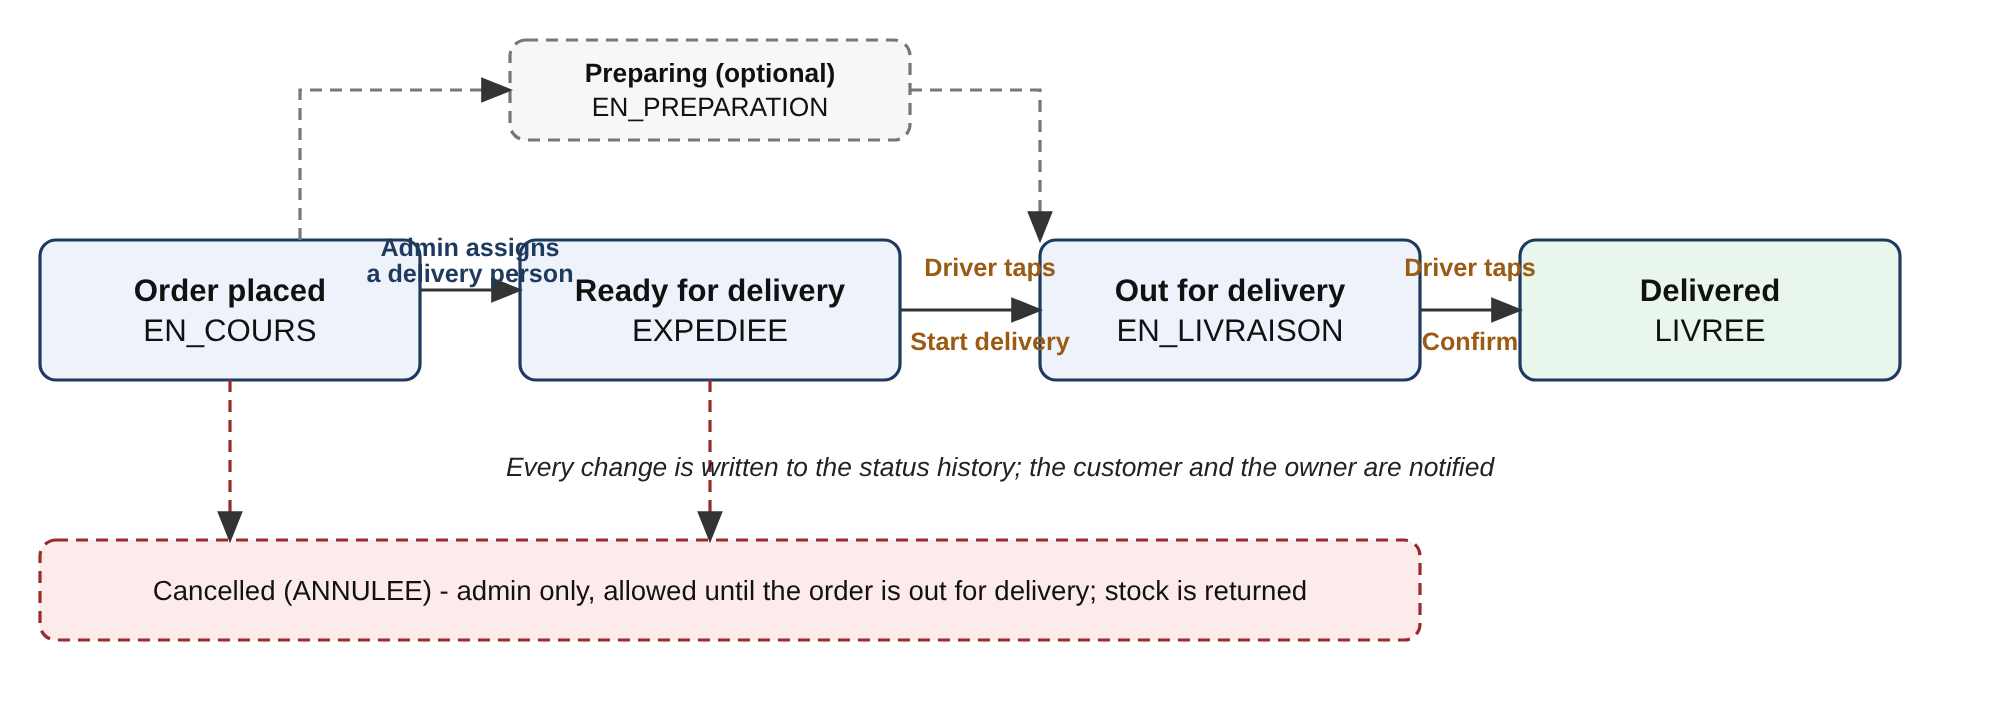 Preparing (optional)
EN_PREPARATION
Admin assigns
a delivery person
Order placed
EN_COURS
Ready for delivery
EXPEDIEE
Driver taps
Start delivery
Out for delivery
EN_LIVRAISON
Driver taps
Confirm
Delivered
LIVREE
Every change is written to the status history; the customer and the owner are notified
Cancelled (ANNULEE) - admin only, allowed until the order is out for delivery; stock is returned